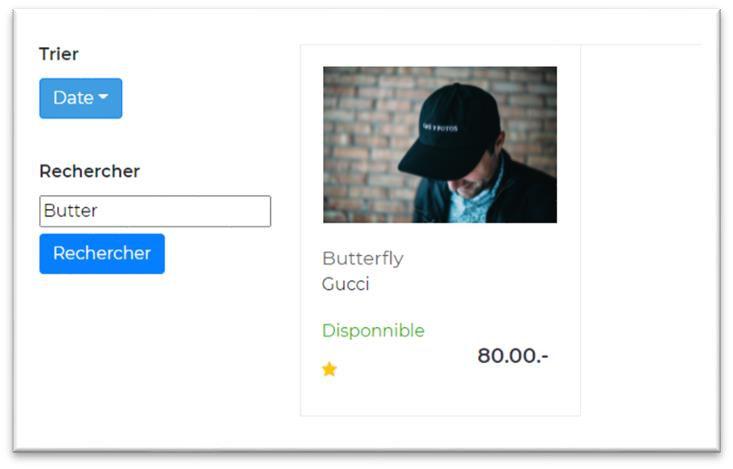 Trier
Date
Rechercher
Butter
Rechercher
Butterfly
Gucci
Disponnible
80.00.-